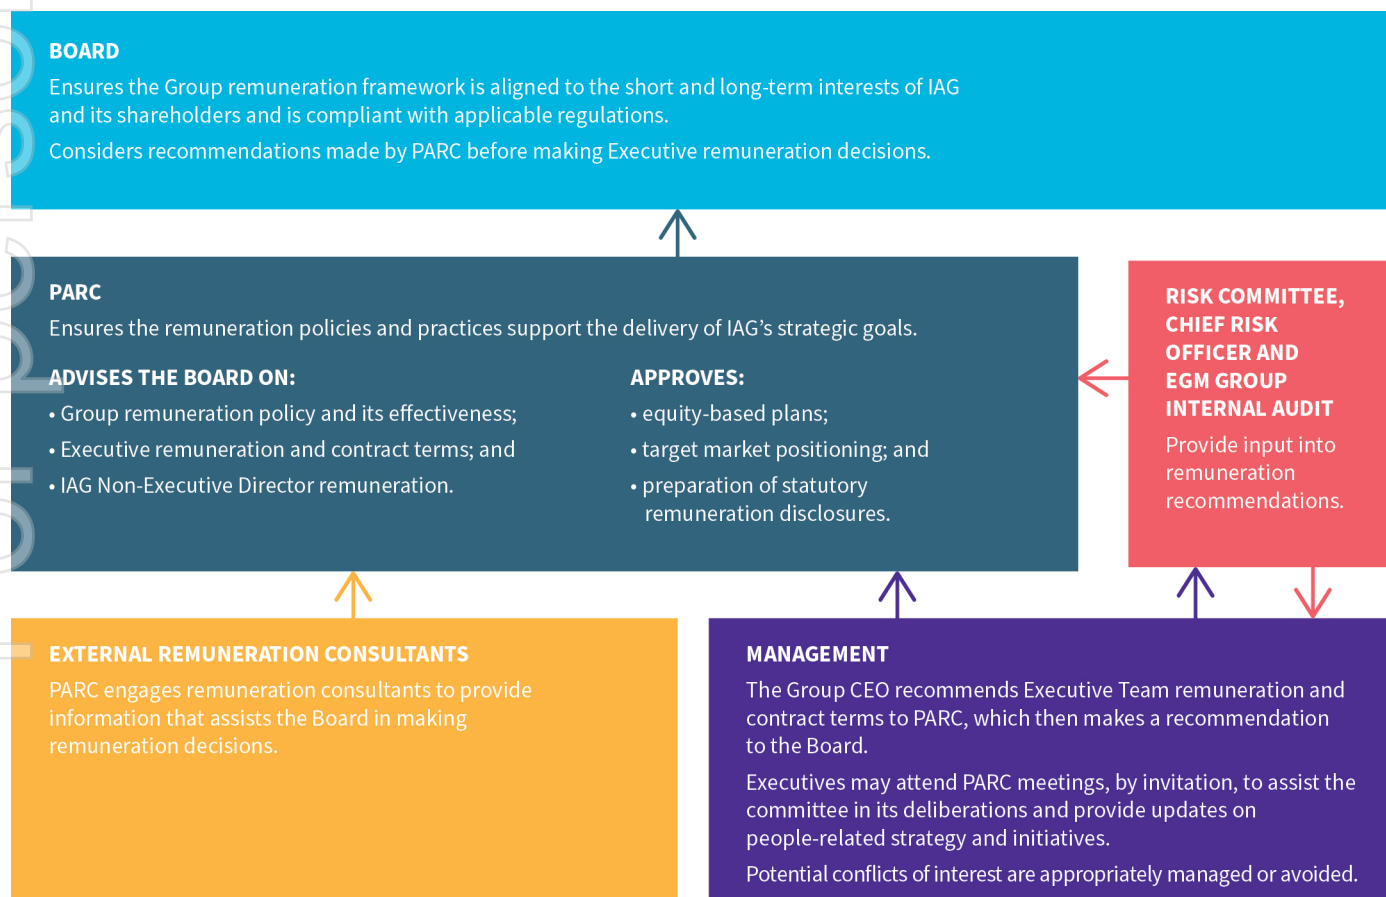 BOARD
Ensures the Group remuneration framework is aligned to the short and long-term interests of IAG
and its shareholders and is compliant with applicable regulations.
Considers recommendations made by PARC before making Executive remuneration decisions.
PARC
Ensures the remuneration policies and practices support the delivery of IAG’s strategic goals.
ADVISES THE BOARD ON:
• Group remuneration policy and its effectiveness;
• Executive remuneration and contract terms; and
• IAG Non-Executive Director remuneration.
APPROVES:
• equity-based plans;
• target market positioning; and
• preparation of statutory
remuneration disclosures.
RISK COMMITTEE,
CHIEF RISK
OFFICER AND
EGM GROUP
INTERNAL AUDIT
Provide input into
remuneration
recommendations.
EXTERNAL REMUNERATION CONSULTANTS
PARC engages remuneration consultants to provide
information that assists the Board in making
remuneration decisions.
MANAGEMENT
The Group CEO recommends Executive Team remuneration and
contract terms to PARC, which then makes a recommendation
to the Board.
Executives may attend PARC meetings, by invitation, to assist the
committee in its deliberations and provide updates on
people-related strategy and initiatives.
Potential conflicts of interest are appropriately managed or avoided.